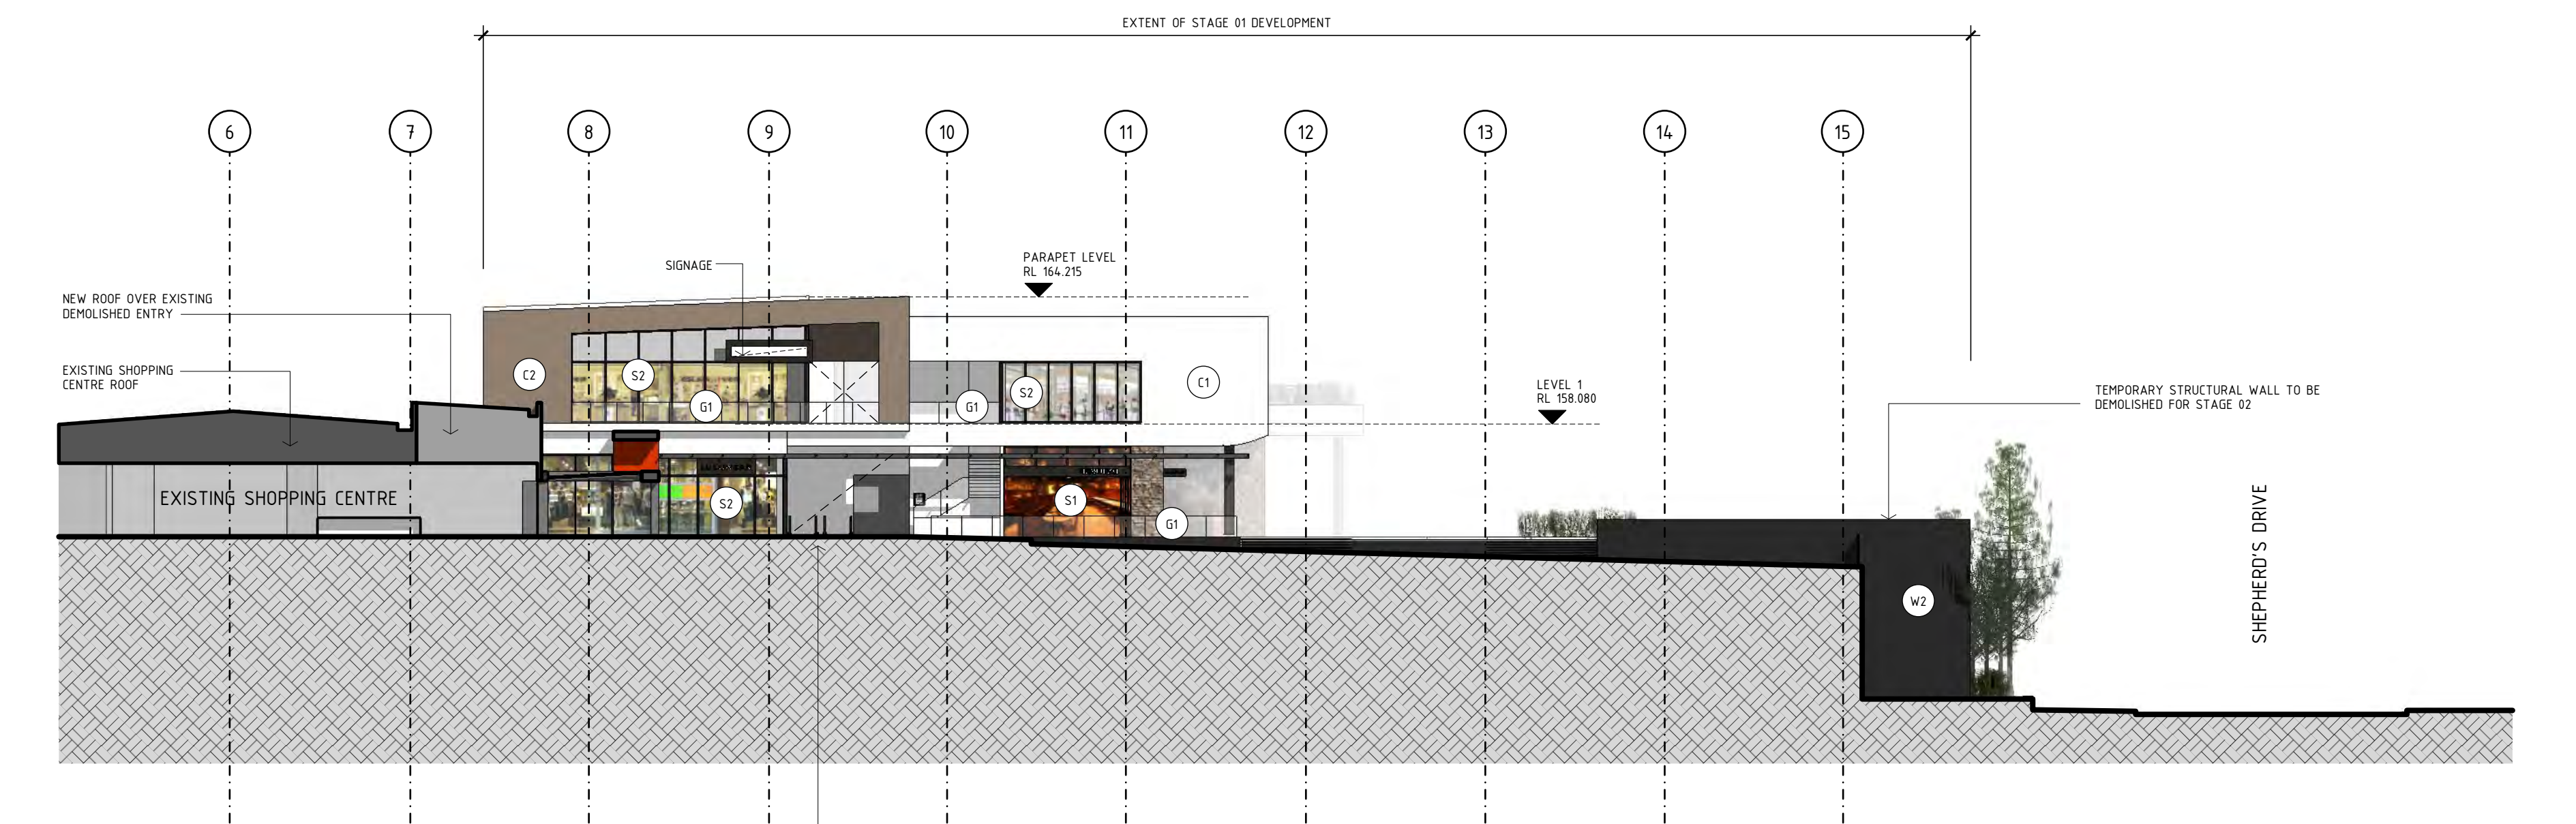 EXTENT OF STAGE 01 DEVELOPMENT
6
7
8
9
10
11
12
13
14
15
SIGNAGE
PARAPET LEVEL
RL 164.215
NEW ROOF OVER EXISTING
DEMOLISHED ENTRY
EXISTING SHOPPING
CENTRE ROOF
LEVEL 1
RL 158.080
TEMPORARY STRUCTURAL WALL TO BE
DEMOLISHED FOR STAGE 02
C2
S2
G1
G1
S2
C1
EXISTING SHOPPING CENTRE
S2
S1
G1
W2
SHEPHERD'S DRIVE